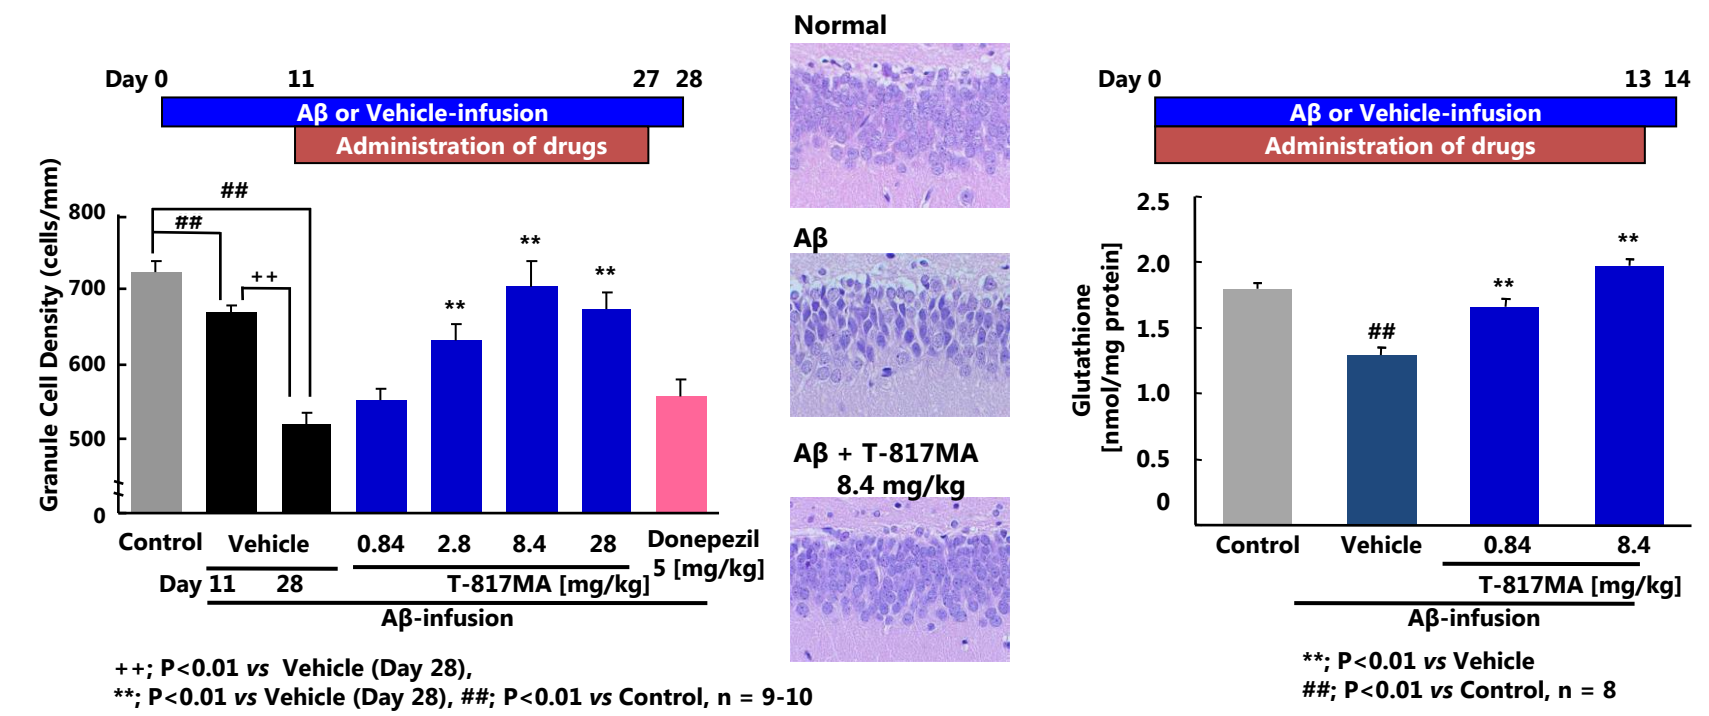 Day 0 11 27 28
Aβ or Vehicle-infusion
Administration of drugs
Granule Cell Density (cells/mm)
800
700
600
500
0
##
##
++
**
**
**
Control
Vehicle
0.84
2.8
8.4
28
Donepezil
5 [mg/kg]
Day 11 28
T-817MA [mg/kg]
Aβ-infusion
++; P<0.01 vs Vehicle (Day 28),
**; P<0.01 vs Vehicle (Day 28), ##; P<0.01 vs Control, n = 9-10
Normal
Aβ
Aβ + T-817MA
8.4 mg/kg
Day 0 13 14
Aβ or Vehicle-infusion
Administration of drugs
Glutathione
[nmol/mg protein]
2.5
2.0
1.5
1.0
0.5
0
##
**
**
Control
Vehicle
0.84
8.4
T-817MA [mg/kg]
Aβ-infusion
**; P<0.01 vs Vehicle
##; P<0.01 vs Control, n = 8